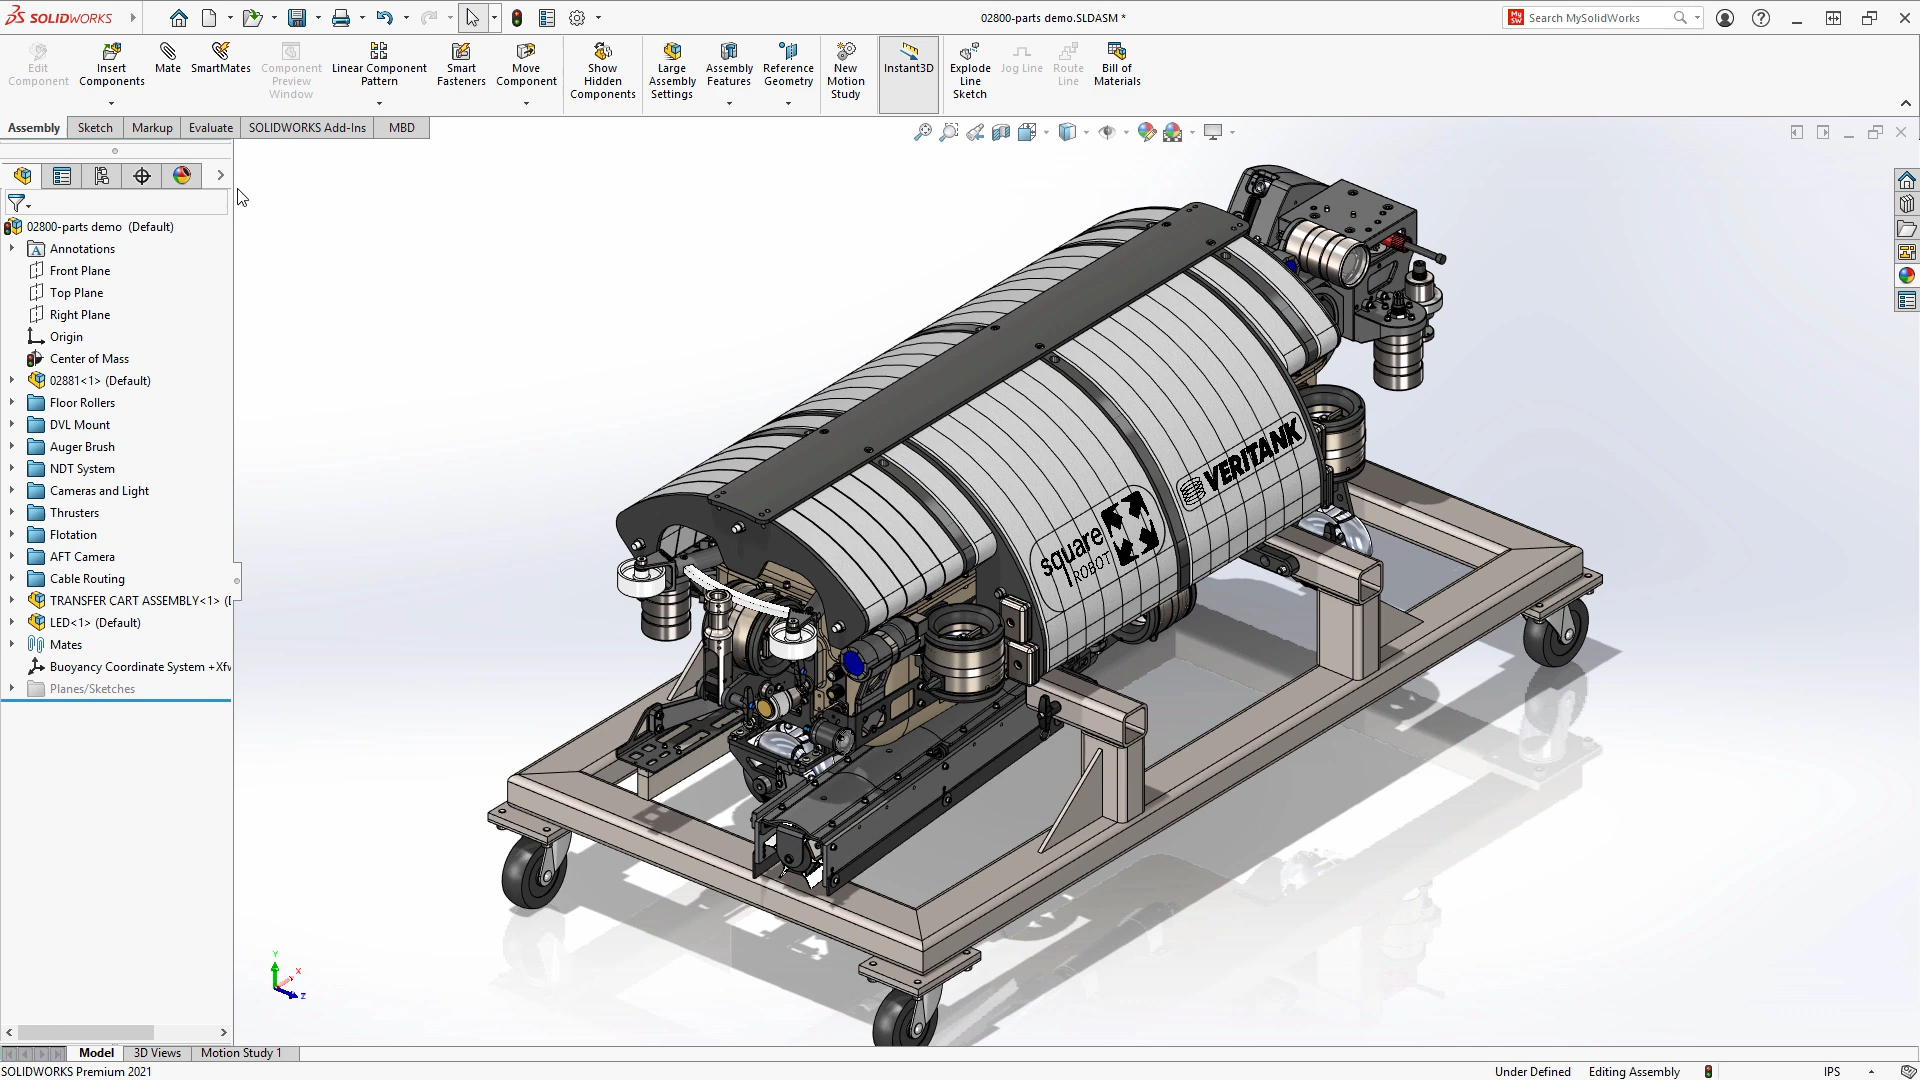 SOLIDWORKS
02800-parts demo.SLDASM *
Search MySolidWorks
Edit Component
Insert Components
Mate
SmartMates
Component Preview Window
Linear Component Pattern
Smart Fasteners
Move Component
Show Hidden Components
Large Assembly Settings
Assembly Features
Reference Geometry
New Motion Study
Instant3D
Explode Line Sketch
Jog Line
Route Line
Bill of Materials
Assembly
Sketch
Markup
Evaluate
SOLIDWORKS Add-Ins
MBD
02800-parts demo (Default)
Annotations
Front Plane
Top Plane
Right Plane
Origin
Center of Mass
02881<1> (Default)
Floor Rollers
DVL Mount
Auger Brush
NDT System
Cameras and Light
Thrusters
Flotation
AFT Camera
Cable Routing
TRANSFER CART ASSEMBLY<1>
LED<1> (Default)
Mates
Buoyancy Coordinate System
Planes/Sketches
VERITANK
square
ROBOT
Y
X
Z
Model
3D Views
Motion Study 1
SOLIDWORKS Premium 2021
Under Defined
Editing Assembly
IPS